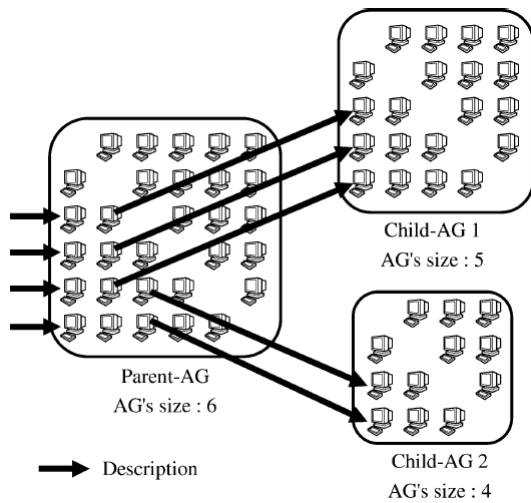 Child-AG 1
AG's size : 5
Parent-AG
AG's size : 6
Description
Child-AG 2
AG's size : 4